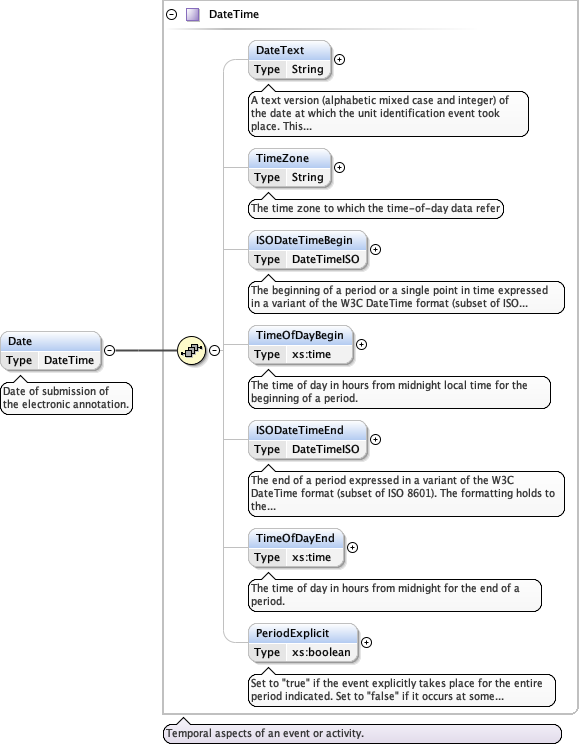 DateTime
DateText
Type String
A text version (alphabetic mixed case and integer) of
the date at which the unit identification event took
place. This...
TimeZone
Type String
The time zone to which the time-of-day data refer
ISODateTimeBegin
Type DateTimeISO
The beginning of a period or a single point in time expressed
in a variant of the W3C DateTime format (subset of ISO...
Date
Type DateTime
Date of submission of
the electronic annotation.
TimeOfDayBegin
Type xs:time
The time of day in hours from midnight local time for the
beginning of a period.
ISODateTimeEnd
Type DateTimeISO
The end of a period expressed in a variant of the W3C
DateTime format (subset of ISO 8601). The formatting holds to
the...
TimeOfDayEnd
Type xs:time
The time of day in hours from midnight for the end of a
period.
PeriodExplicit
Type xs:boolean
Set to "true" if the event explicitly takes place for the entire
period indicated. Set to "false" if it occurs at some...
Temporal aspects of an event or activity.